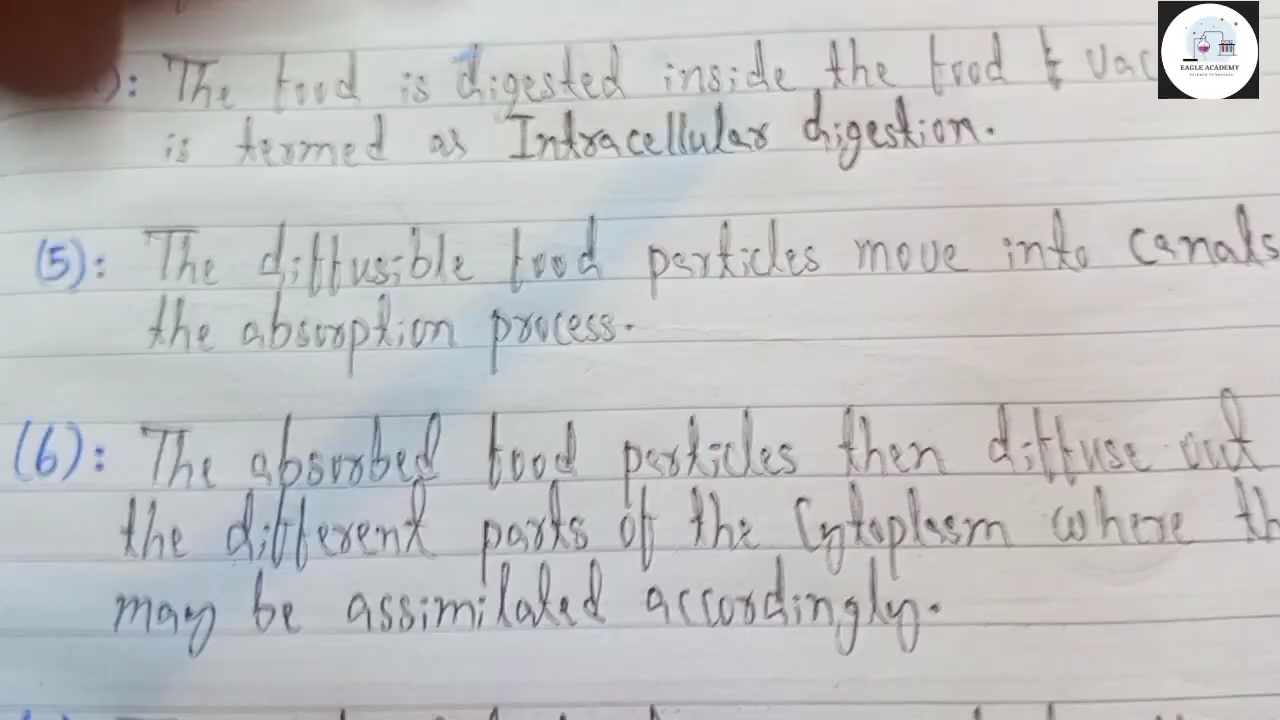 EAGLE ACADEMY
): The food is digested inside the food
is termed as Intracellular digestion.
(5): The diffusible food particles move into canals
the absorption process.
(6): The absorbed food particles then diffuse out
the different parts of the Cytoplasm where th
may be assimilated accordingly.